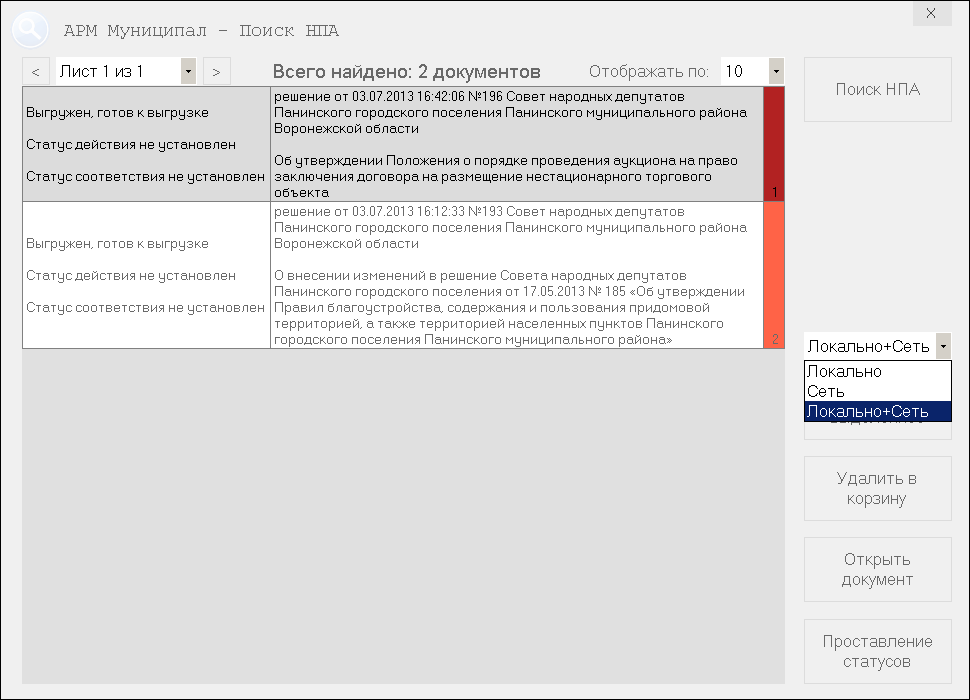 АРМ Муниципал - Поиск НПА
X
< Лист 1 из 1 > Всего найдено: 2 документов Отображать по: 10
Поиск НПА
Выгружен, готов к выгрузке
Статус действия не установлен
Статус соответствия не установлен
решение от 03.07.2013 16:42:06 №196 Совет народных депутатов
Панинского городского поселения Панинского муниципального района
Воронежской области
Об утверждении Положения о порядке проведения аукциона на право
заключения договора на размещение нестационарного торгового
объекта
1
Выгружен, готов к выгрузке
Статус действия не установлен
Статус соответствия не установлен
решение от 03.07.2013 16:12:33 №193 Совет народных депутатов
Панинского городского поселения Панинского муниципального района
Воронежской области
О внесении изменений в решение Совета народных депутатов
Панинского городского поселения от 17.05.2013 № 185 «Об утверждении
Правил благоустройства, содержания и пользования придомовой
территорией, а также территорией населенных пунктов Панинского
городского поселения Панинского муниципального района»
2
Локально+Сеть
Локально
Сеть
Локально+Сеть
Удалить в
корзину
Открыть
документ
Проставление
статусов